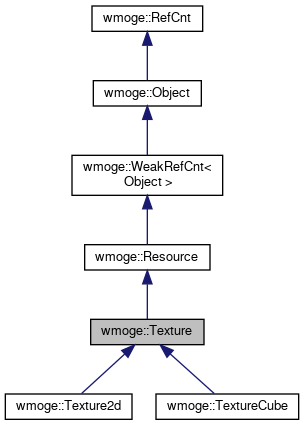 wmoge::RefCnt
wmoge::Object
wmoge::WeakRefCnt<
Object >
wmoge::Resource
wmoge::Texture
wmoge::Texture2d
wmoge::TextureCube